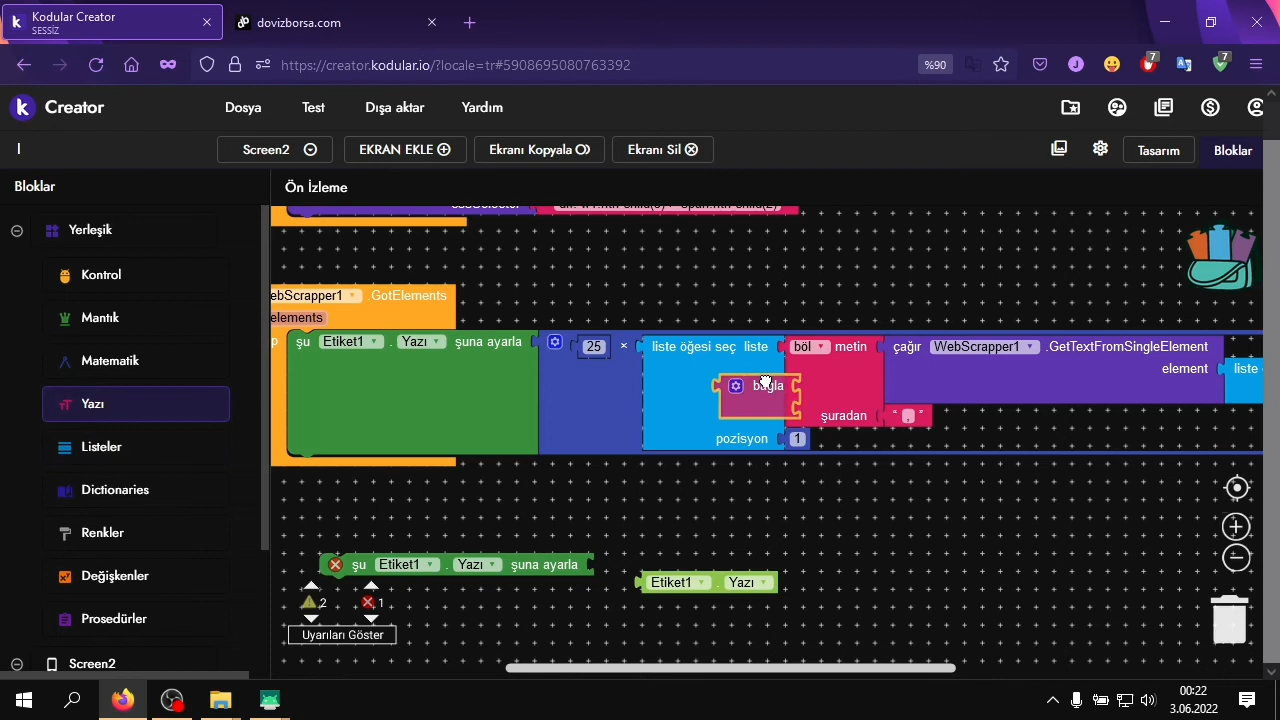 Kodular Creator
SESSİZ
dovizborsa.com
https://creator.kodular.io/?locale=tr#5908695080763392
%90
7
7
Creator
Dosya
Test
Dışa aktar
Yardım
Screen2
EKRAN EKLE
Ekranı Kopyala
Ekranı Sil
Tasarım
Bloklar
Bloklar
Ön İzleme
Yerleşik
Kontrol
Mantık
Matematik
Yazı
Listeler
Dictionaries
Renkler
Değişkenler
Prosedürler
Screen2
ebScrapper1 .GotElements
elements
p
şu Etiket1 . Yazı şuna ayarla
25 ×
liste öğesi seç liste
böl metin
çağır WebScrapper1 .GetTextFromSingleElement
element
liste
bağla
şuradan
“ , ”
pozisyon 1
şu Etiket1 . Yazı şuna ayarla
Etiket1 . Yazı
2
1
Uyarıları Göster
00:22
3.06.2022